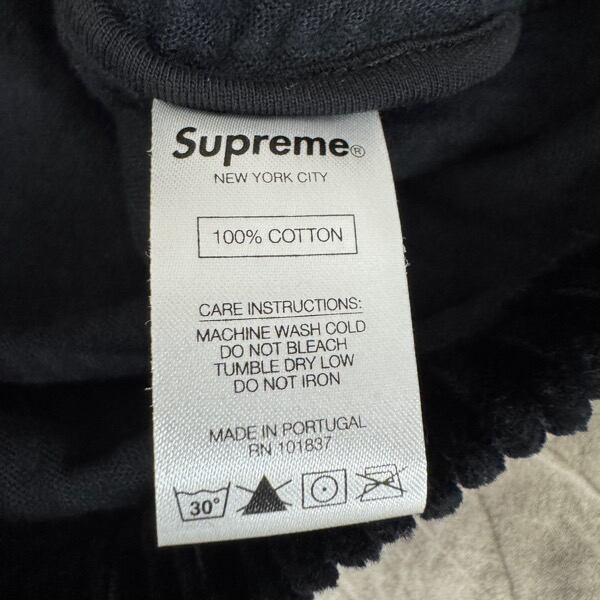 Supreme®
NEW YORK CITY
100% COTTON
CARE INSTRUCTIONS:
MACHINE WASH COLD
DO NOT BLEACH
TUMBLE DRY LOW
DO NOT IRON
MADE IN PORTUGAL
RN 101837
30°